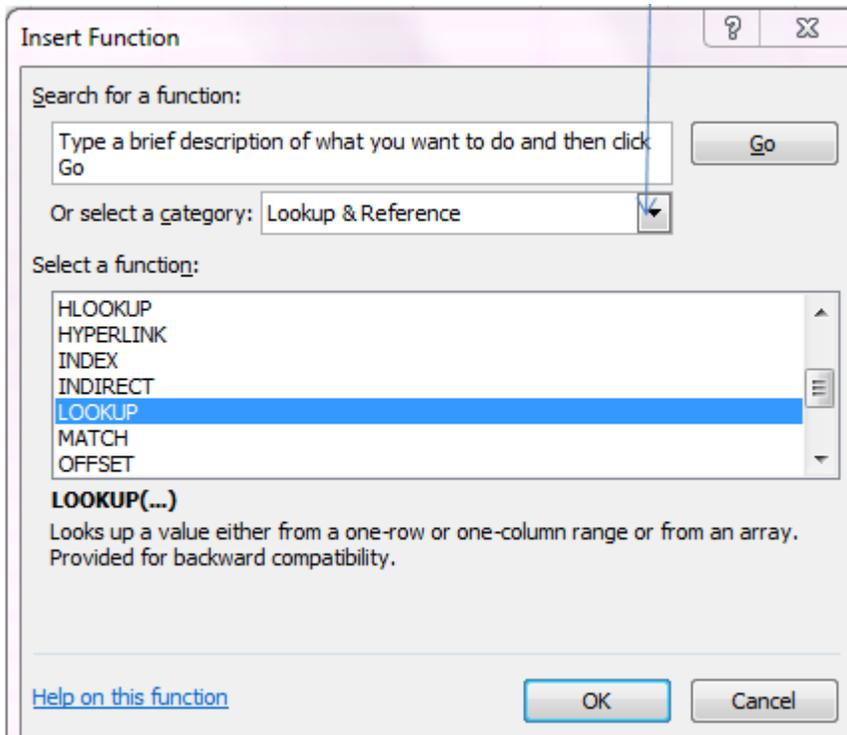 Insert Function
Search for a function:
Type a brief description of what you want to do and then click
Go
Go
Or select a category: Lookup & Reference
Select a function:
HLOOKUP
HYPERLINK
INDEX
INDIRECT
LOOKUP
MATCH
OFFSET
LOOKUP(...)
Looks up a value either from a one-row or one-column range or from an array.
Provided for backward compatibility.
Help on this function
OK
Cancel